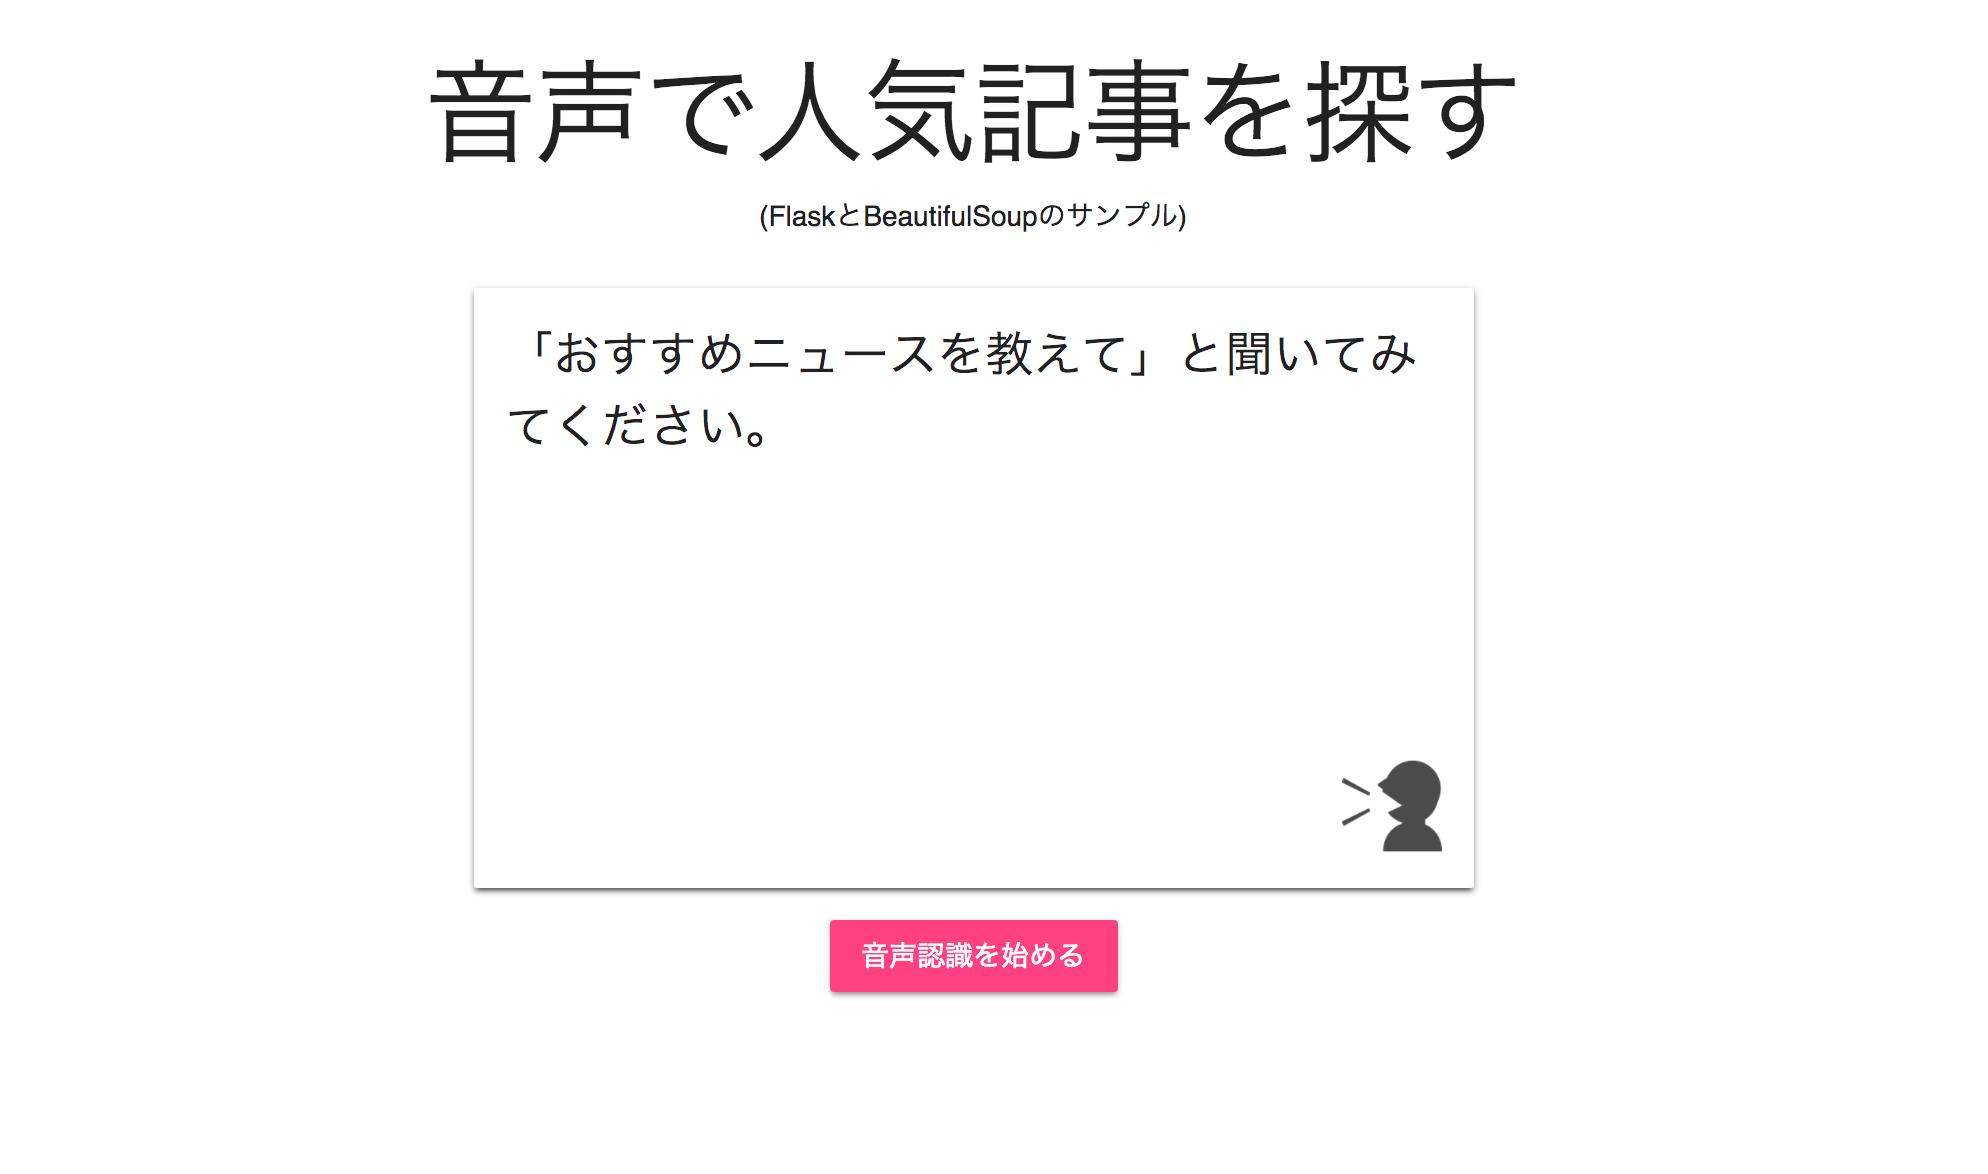 音声で人気記事を探す
(FlaskとBeautifulSoupのサンプル)
「おすすめニュースを教えて」と聞いてみ
てください。
音声認識を始める